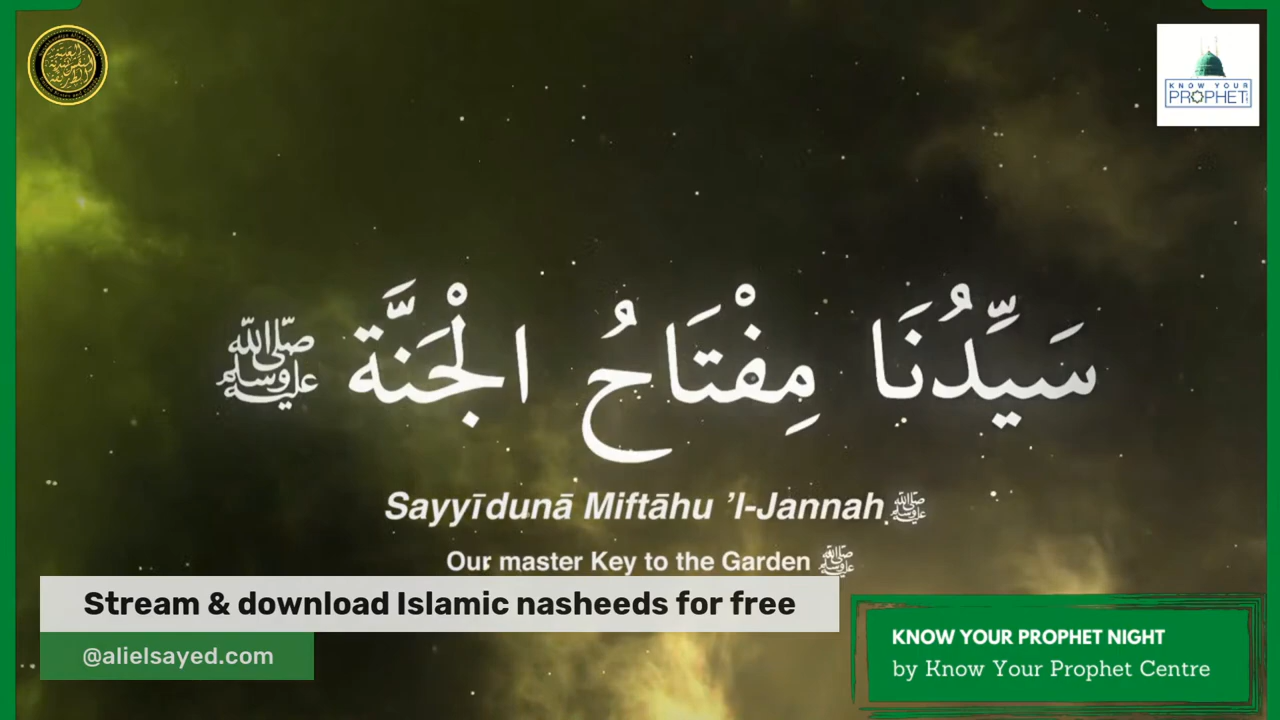 KNOW YOUR
PROPHET
سَيِّدُنَا مِفْتَاحُ الْجَنَّة ﷺ
Sayyīdunā Miftāhu ’l-Jannah ﷺ
Our master Key to the Garden ﷺ
Stream & download Islamic nasheeds for free
@alielsayed.com
KNOW YOUR PROPHET NIGHT
by Know Your Prophet Centre